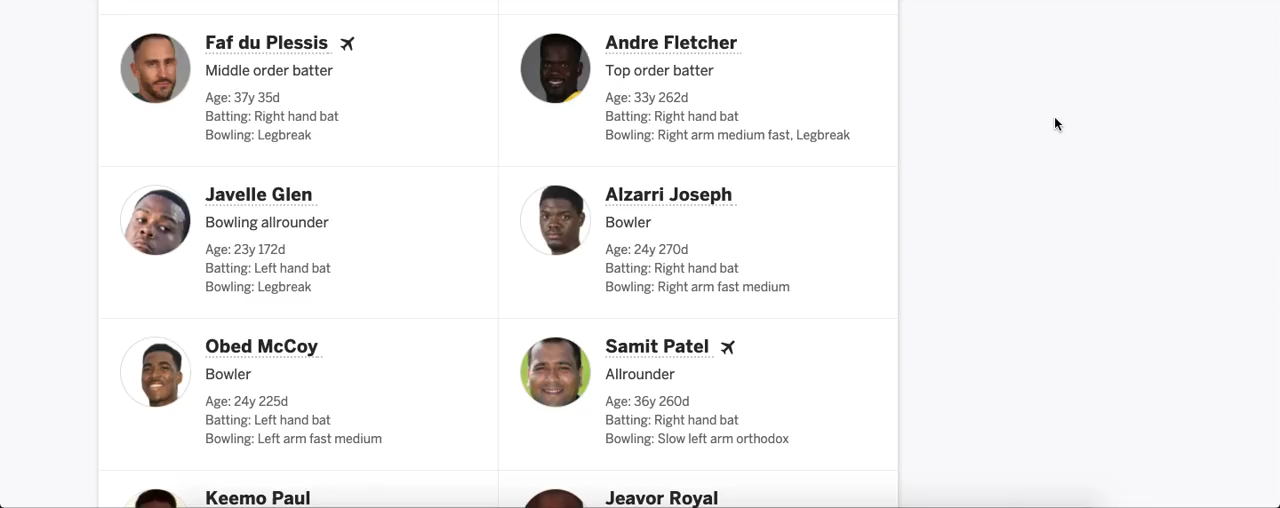 Faf du Plessis
Middle order batter
Age: 37y 35d
Batting: Right hand bat
Bowling: Legbreak
Andre Fletcher
Top order batter
Age: 33y 262d
Batting: Right hand bat
Bowling: Right arm medium fast, Legbreak
Javelle Glen
Bowling allrounder
Age: 23y 172d
Batting: Left hand bat
Bowling: Legbreak
Alzarri Joseph
Bowler
Age: 24y 270d
Batting: Right hand bat
Bowling: Right arm fast medium
Obed McCoy
Bowler
Age: 24y 225d
Batting: Left hand bat
Bowling: Left arm fast medium
Samit Patel
Allrounder
Age: 36y 260d
Batting: Right hand bat
Bowling: Slow left arm orthodox
Keemo Paul
Jeavor Royal